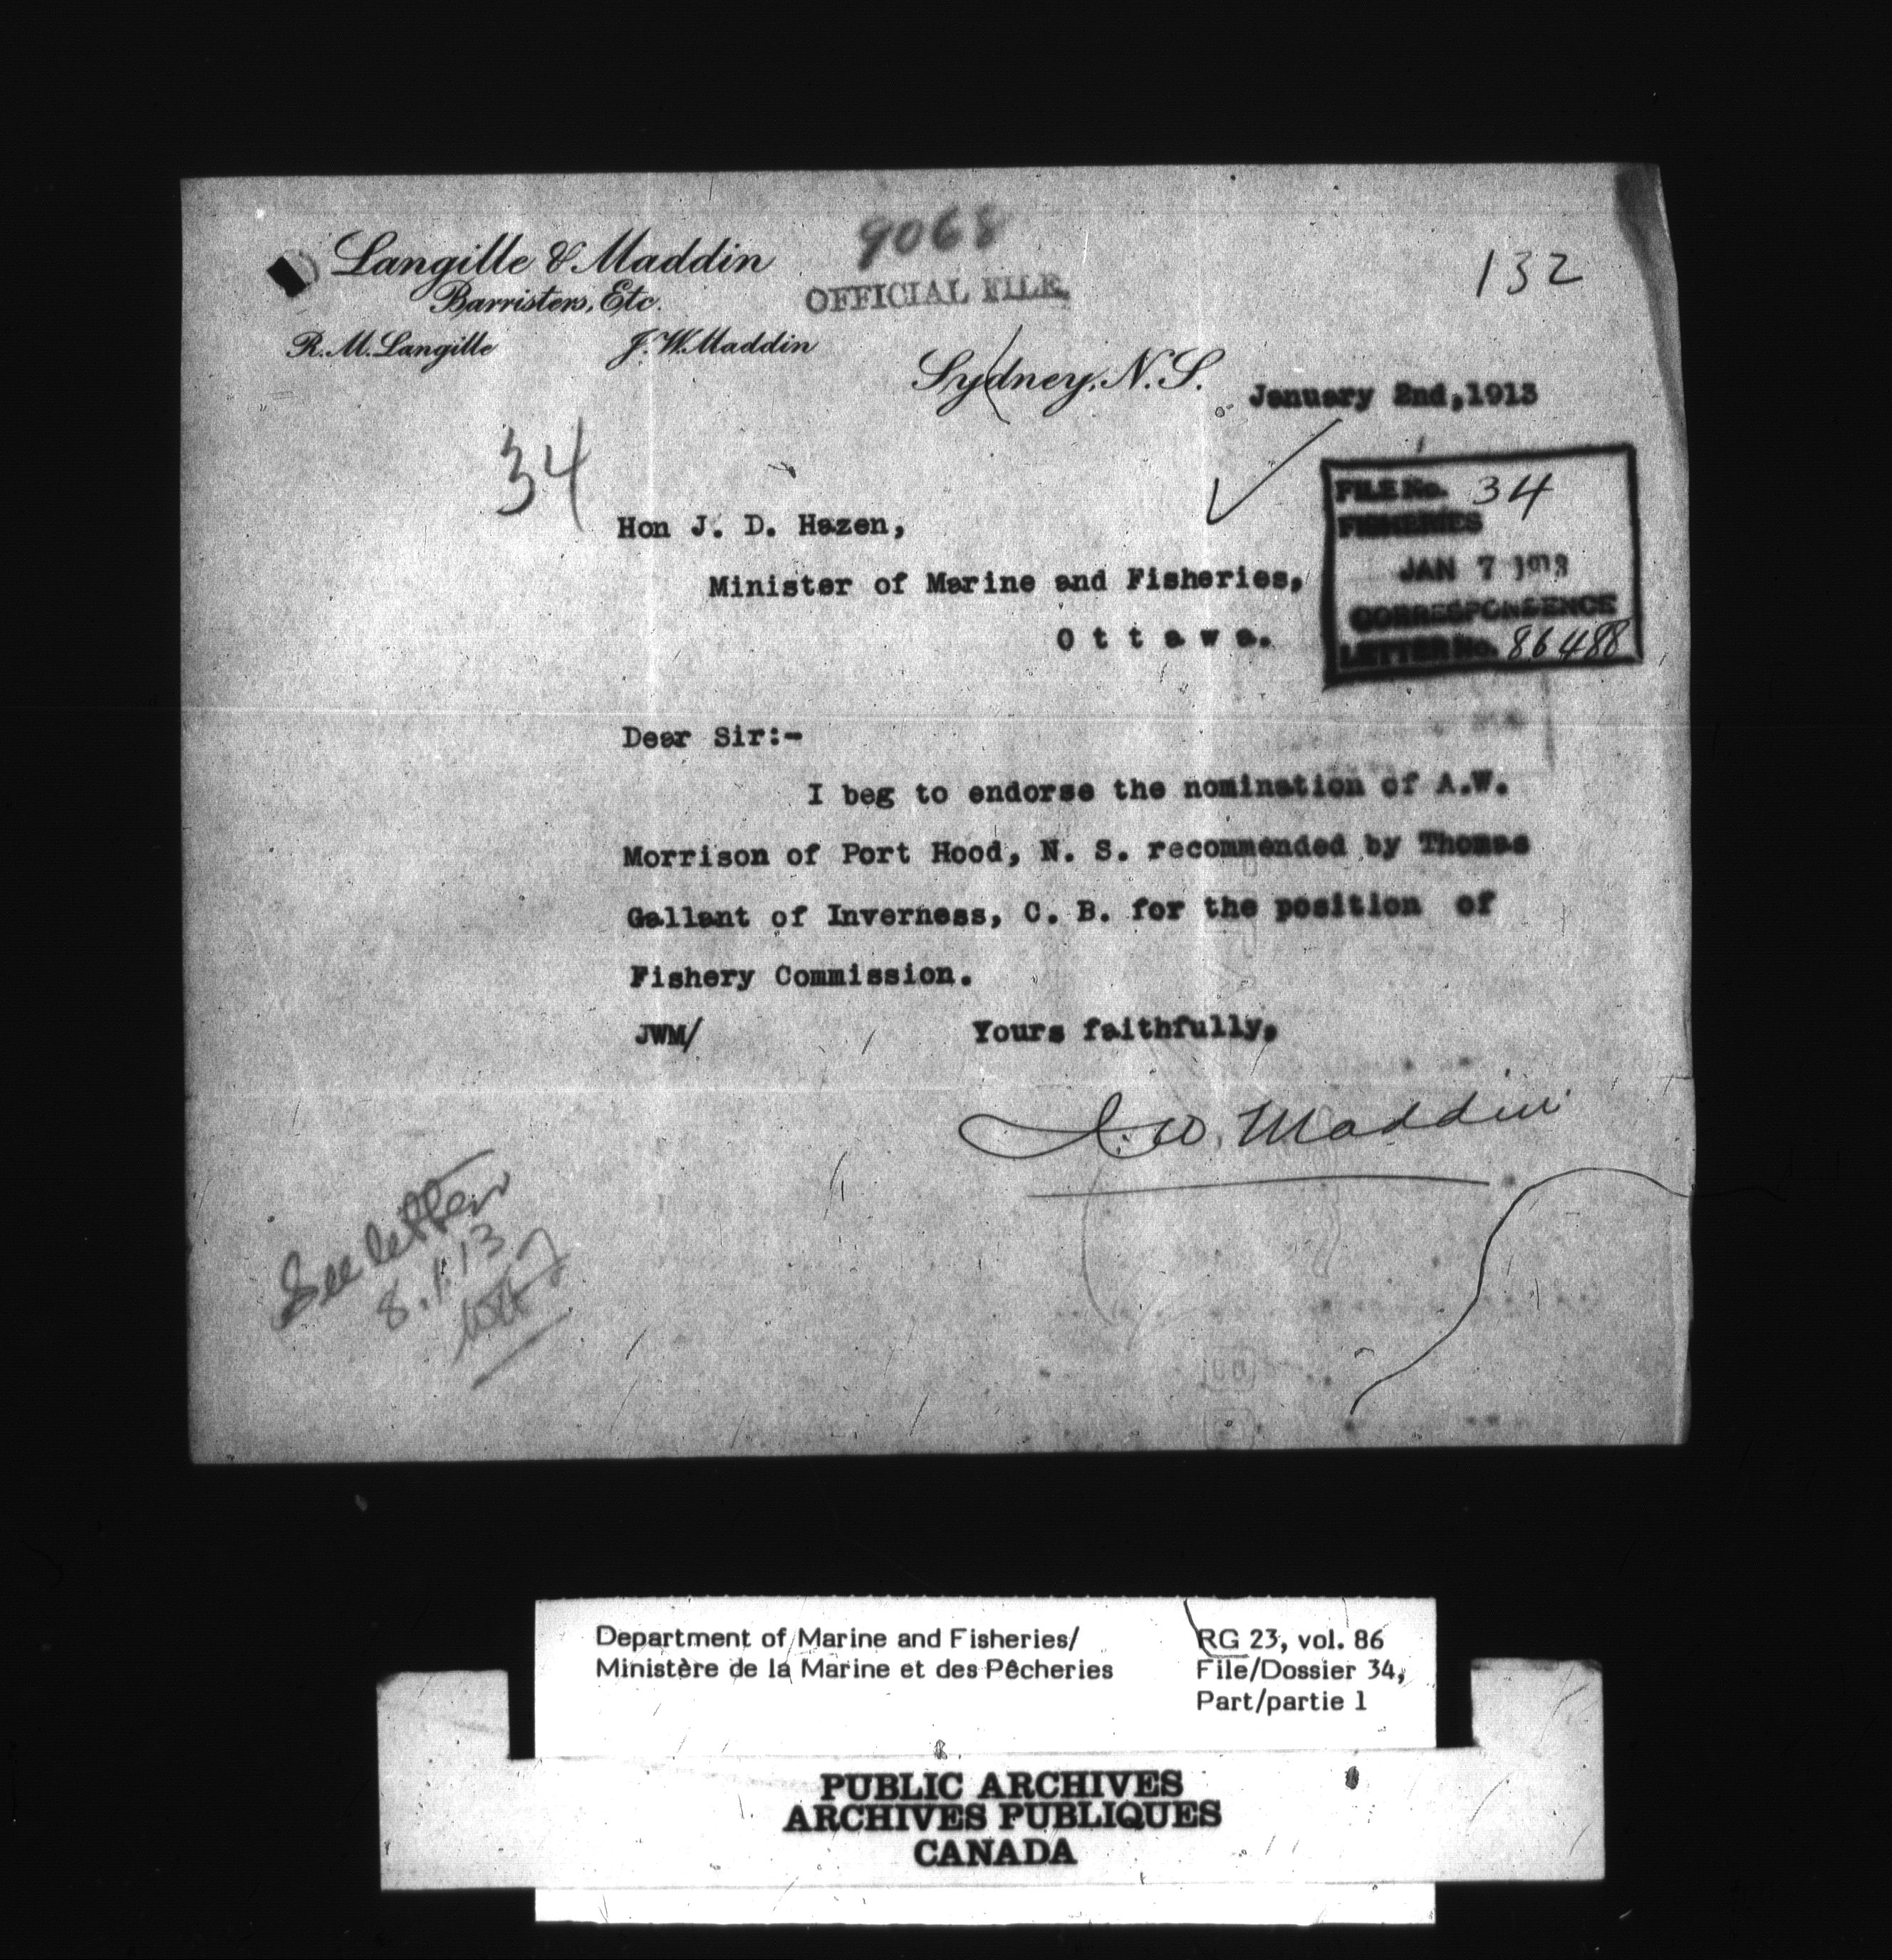 9068
OFFICIAL FILE.
132
Langille & Maddin
Barristers, Etc.
R. M. Langille J. W. Maddin
Sydney, N. S. January 2nd, 1913
34
Hon J. D. Hazen,
Minister of Marine and Fisheries,
O t t a w a.
FILE No. 34
FISHERIES
JAN 7 1913
CORRESPONDENCE
LETTER No. 86488
Dear Sir:-
I beg to endorse the nomination of A.W.
Morrison of Port Hood, N. S. recommended by Thomas
Gallant of Inverness, C. B. for the position of
Fishery Commission.
JWM/ Yours faithfully,
J. W. Maddin
See letter
8.1.13
Department of Marine and Fisheries/
Ministère de la Marine et des Pêcheries
RG 23, vol. 86
File/Dossier 34,
Part/partie 1
PUBLIC ARCHIVES
ARCHIVES PUBLIQUES
CANADA